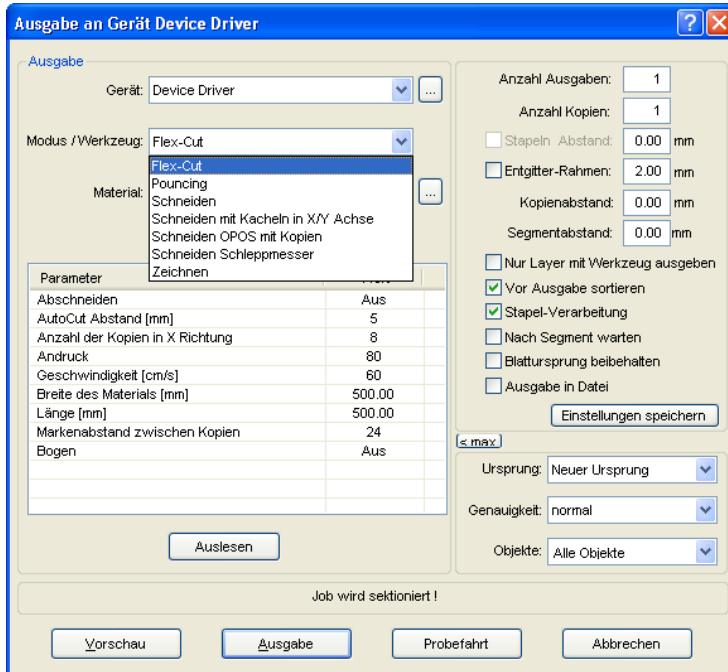 Ausgabe an Gerät Device Driver
Ausgabe
Gerät: Device Driver ...
Modus / Werkzeug: Flex-Cut
Flex-Cut
Pouncing
Schneiden
Schneiden mit Kacheln in X/Y Achse
Schneiden OPOS mit Kopien
Schneiden Schleppmesser
Zeichnen
Material: ...
Parameter
Abschneiden Aus
AutoCut Abstand [mm] 5
Anzahl der Kopien in X Richtung 8
Andruck 80
Geschwindigkeit [cm/s] 60
Breite des Materials [mm] 500.00
Länge [mm] 500.00
Markenabstand zwischen Kopien 24
Bogen Aus
Auslesen
Anzahl Ausgaben: 1
Anzahl Kopien: 1
Stapeln Abstand: 0.00 mm
Entgitter-Rahmen: 2.00 mm
Kopienabstand: 0.00 mm
Segmentabstand: 0.00 mm
Nur Layer mit Werkzeug ausgeben
Vor Ausgabe sortieren
Stapel-Verarbeitung
Nach Segment warten
Blattursprung beibehalten
Ausgabe in Datei
Einstellungen speichern
< max
Ursprung: Neuer Ursprung
Genauigkeit: normal
Objekte: Alle Objekte
Job wird sektioniert !
Vorschau Ausgabe Probefahrt Abbrechen